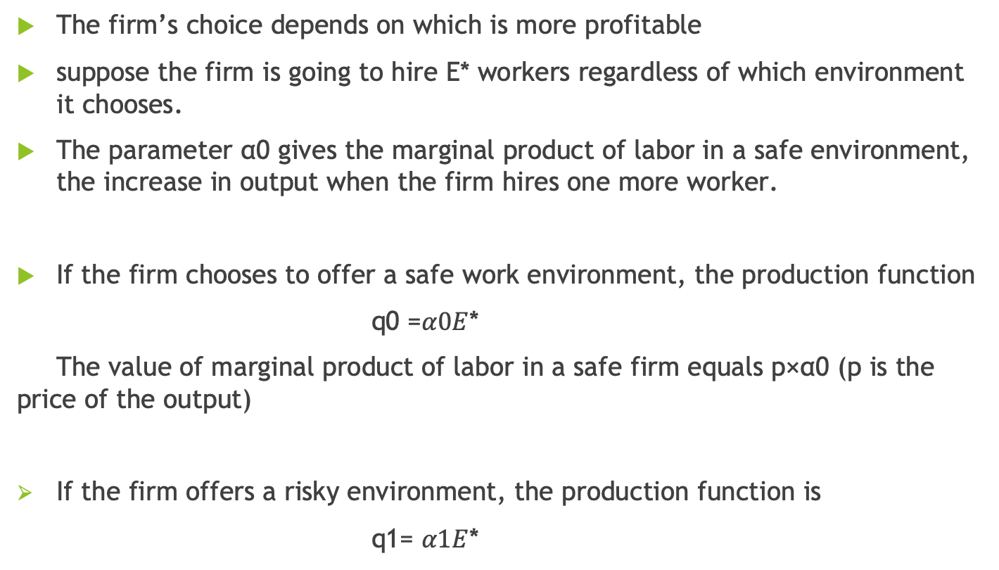 The firm’s choice depends on which is more profitable
suppose the firm is going to hire E* workers regardless of which environment
it chooses.
The parameter α0 gives the marginal product of labor in a safe environment,
the increase in output when the firm hires one more worker.
If the firm chooses to offer a safe work environment, the production function
q0 =𝛼0𝐸*
The value of marginal product of labor in a safe firm equals p×α0 (p is the
price of the output)
If the firm offers a risky environment, the production function is
q1= 𝛼1𝐸*